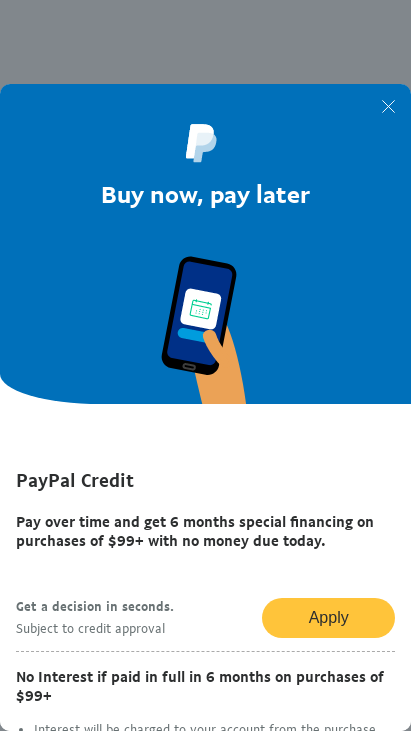 Buy now, pay later
PayPal Credit
Pay over time and get 6 months special financing on
purchases of $99+ with no money due today.
Get a decision in seconds.
Subject to credit approval
Apply
No Interest if paid in full in 6 months on purchases of
$99+
• Interest will be charged to your account from the purchase